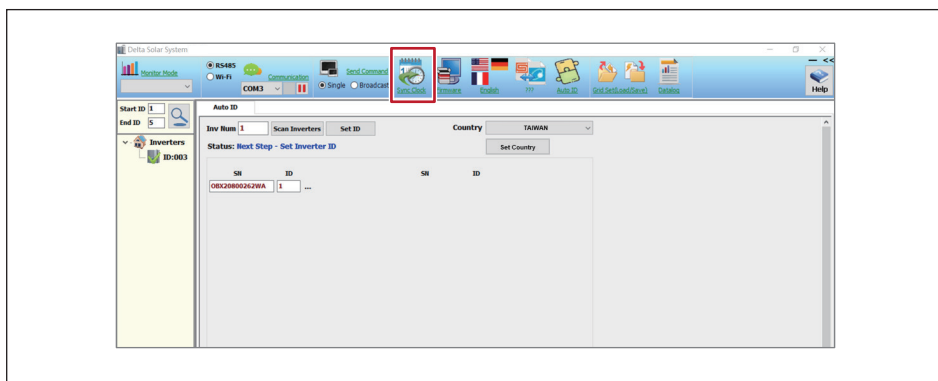 Delta Solar System
Monitor Mode
RS485
Wi-Fi
Communication
COM3
Send Command
Single Broadcast
Sync Clock
Firmware
English
???
Auto ID
Grid Set(Load/Save)
Datalog
<<
Help
Start ID 1
End ID 5
Inverters
ID:003
Auto ID
Inv Num 1 Scan Inverters Set ID Country TAIWAN
Status: Next Step - Set Inverter ID Set Country
SN ID SN ID
O8X20800262WA 1 ...